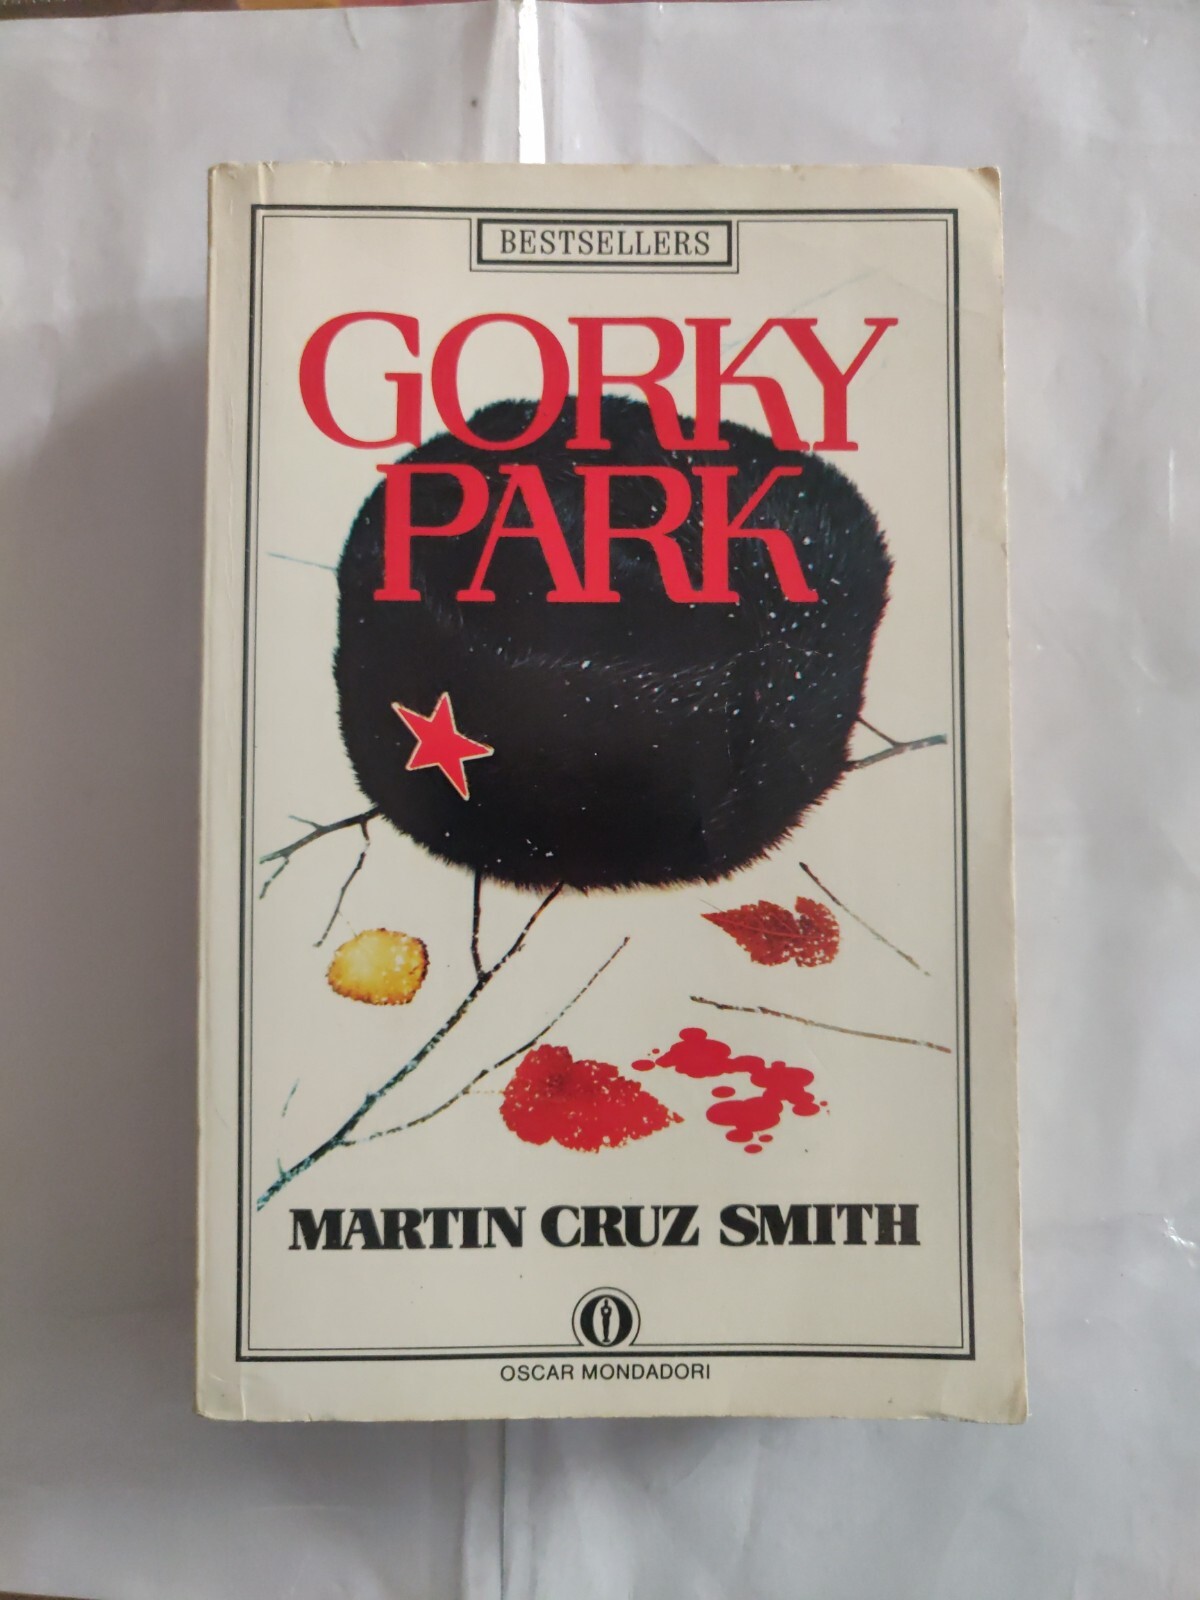 BESTSELLERS
GORKY
PARK
MARTIN CRUZ SMITH
OSCAR MONDADORI